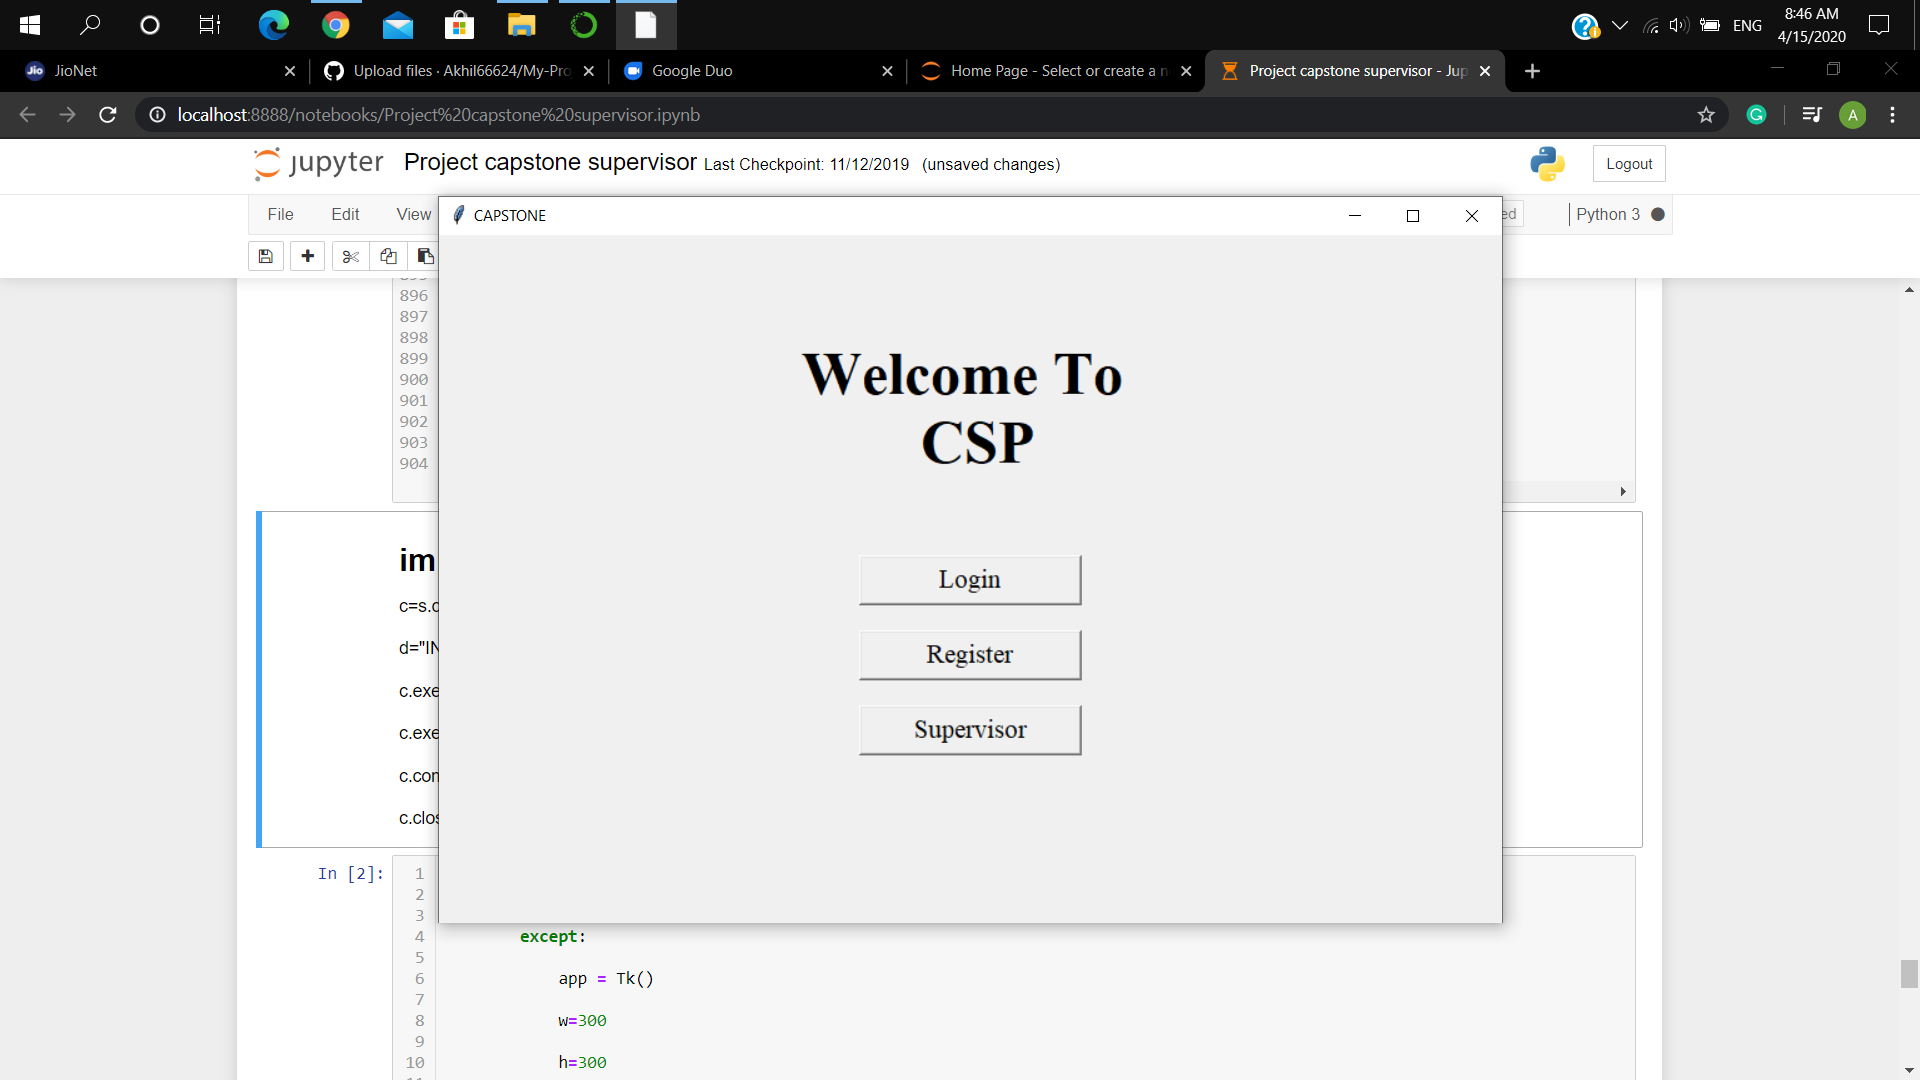 8:46 AM
ENG
4/15/2020
Jio JioNet
Upload files · Akhil66624/My-Pro
Google Duo
Home Page - Select or create a n
Project capstone supervisor - Jup
localhost:8888/notebooks/Project%20capstone%20supervisor.ipynb
A
jupyter Project capstone supervisor Last Checkpoint: 11/12/2019 (unsaved changes)
Logout
File Edit View
ed
Python 3
CAPSTONE
896
897
898
899
900
901
902
903
904
Welcome To
CSP
Login
Register
Supervisor
im
c=s.c
d="IN
c.exe
c.exe
c.com
c.clos
In [2]:
1
2
3
4 except:
5
6 app = Tk()
7
8 w=300
9
10 h=300